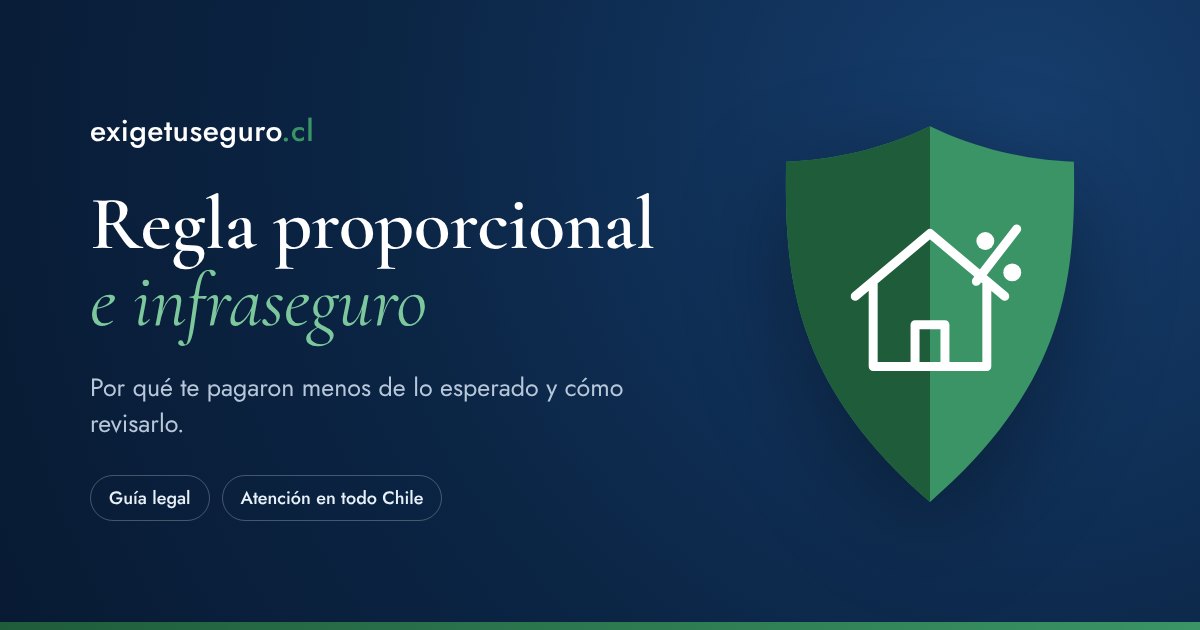 exigetuseguro.cl
Regla proporcional
e infraseguro
Por qué te pagaron menos de lo esperado y cómo
revisarlo.
Guía legal
Atención en todo Chile